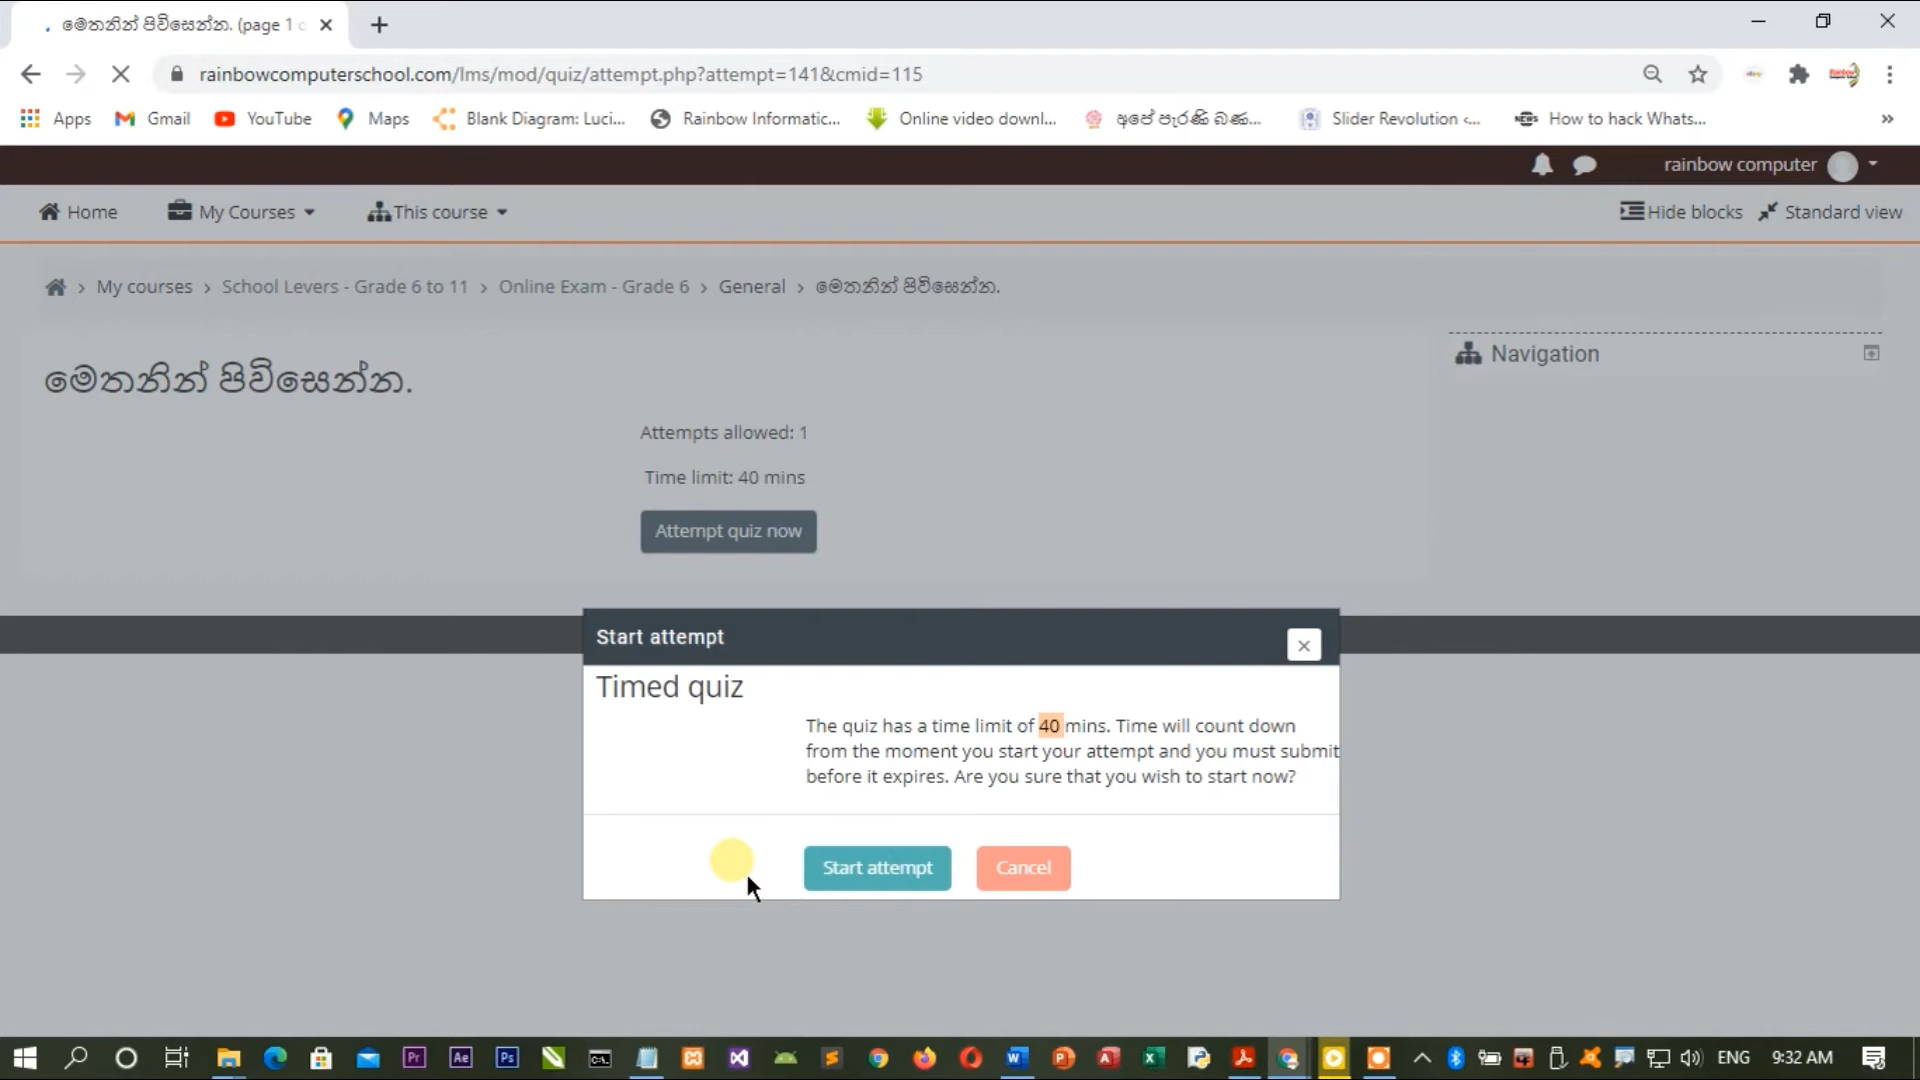 මෙතනින් පිවිසෙන්න. (page 1 o
rainbowcomputerschool.com/lms/mod/quiz/attempt.php?attempt=141&cmid=115
Apps Gmail YouTube Maps Blank Diagram: Luci... Rainbow Informatic... Online video downl... අපේ පැරණි බණ... Slider Revolution <... How to hack Whats... »
rainbow computer
Home My Courses This course Hide blocks Standard view
My courses › School Levers - Grade 6 to 11 › Online Exam - Grade 6 › General › මෙතනින් පිවිසෙන්න.
Navigation
මෙතනින් පිවිසෙන්න.
Attempts allowed: 1
Time limit: 40 mins
Attempt quiz now
Start attempt
Timed quiz
The quiz has a time limit of 40 mins. Time will count down
from the moment you start your attempt and you must submit
before it expires. Are you sure that you wish to start now?
Start attempt Cancel
ENG 9:32 AM